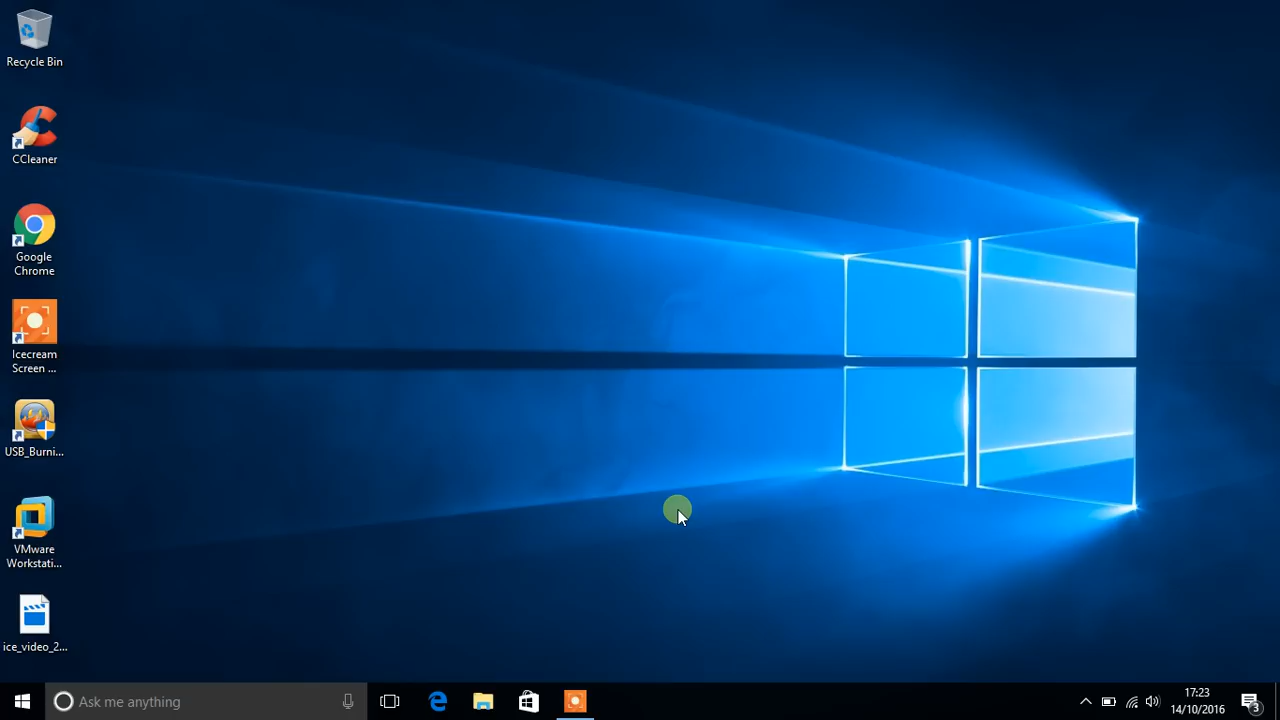 Recycle Bin
CCleaner
Google
Chrome
Icecream
Screen ...
USB_Burni...
VMware
Workstati...
ice_video_2...
Ask me anything
17:23
14/10/2016
3